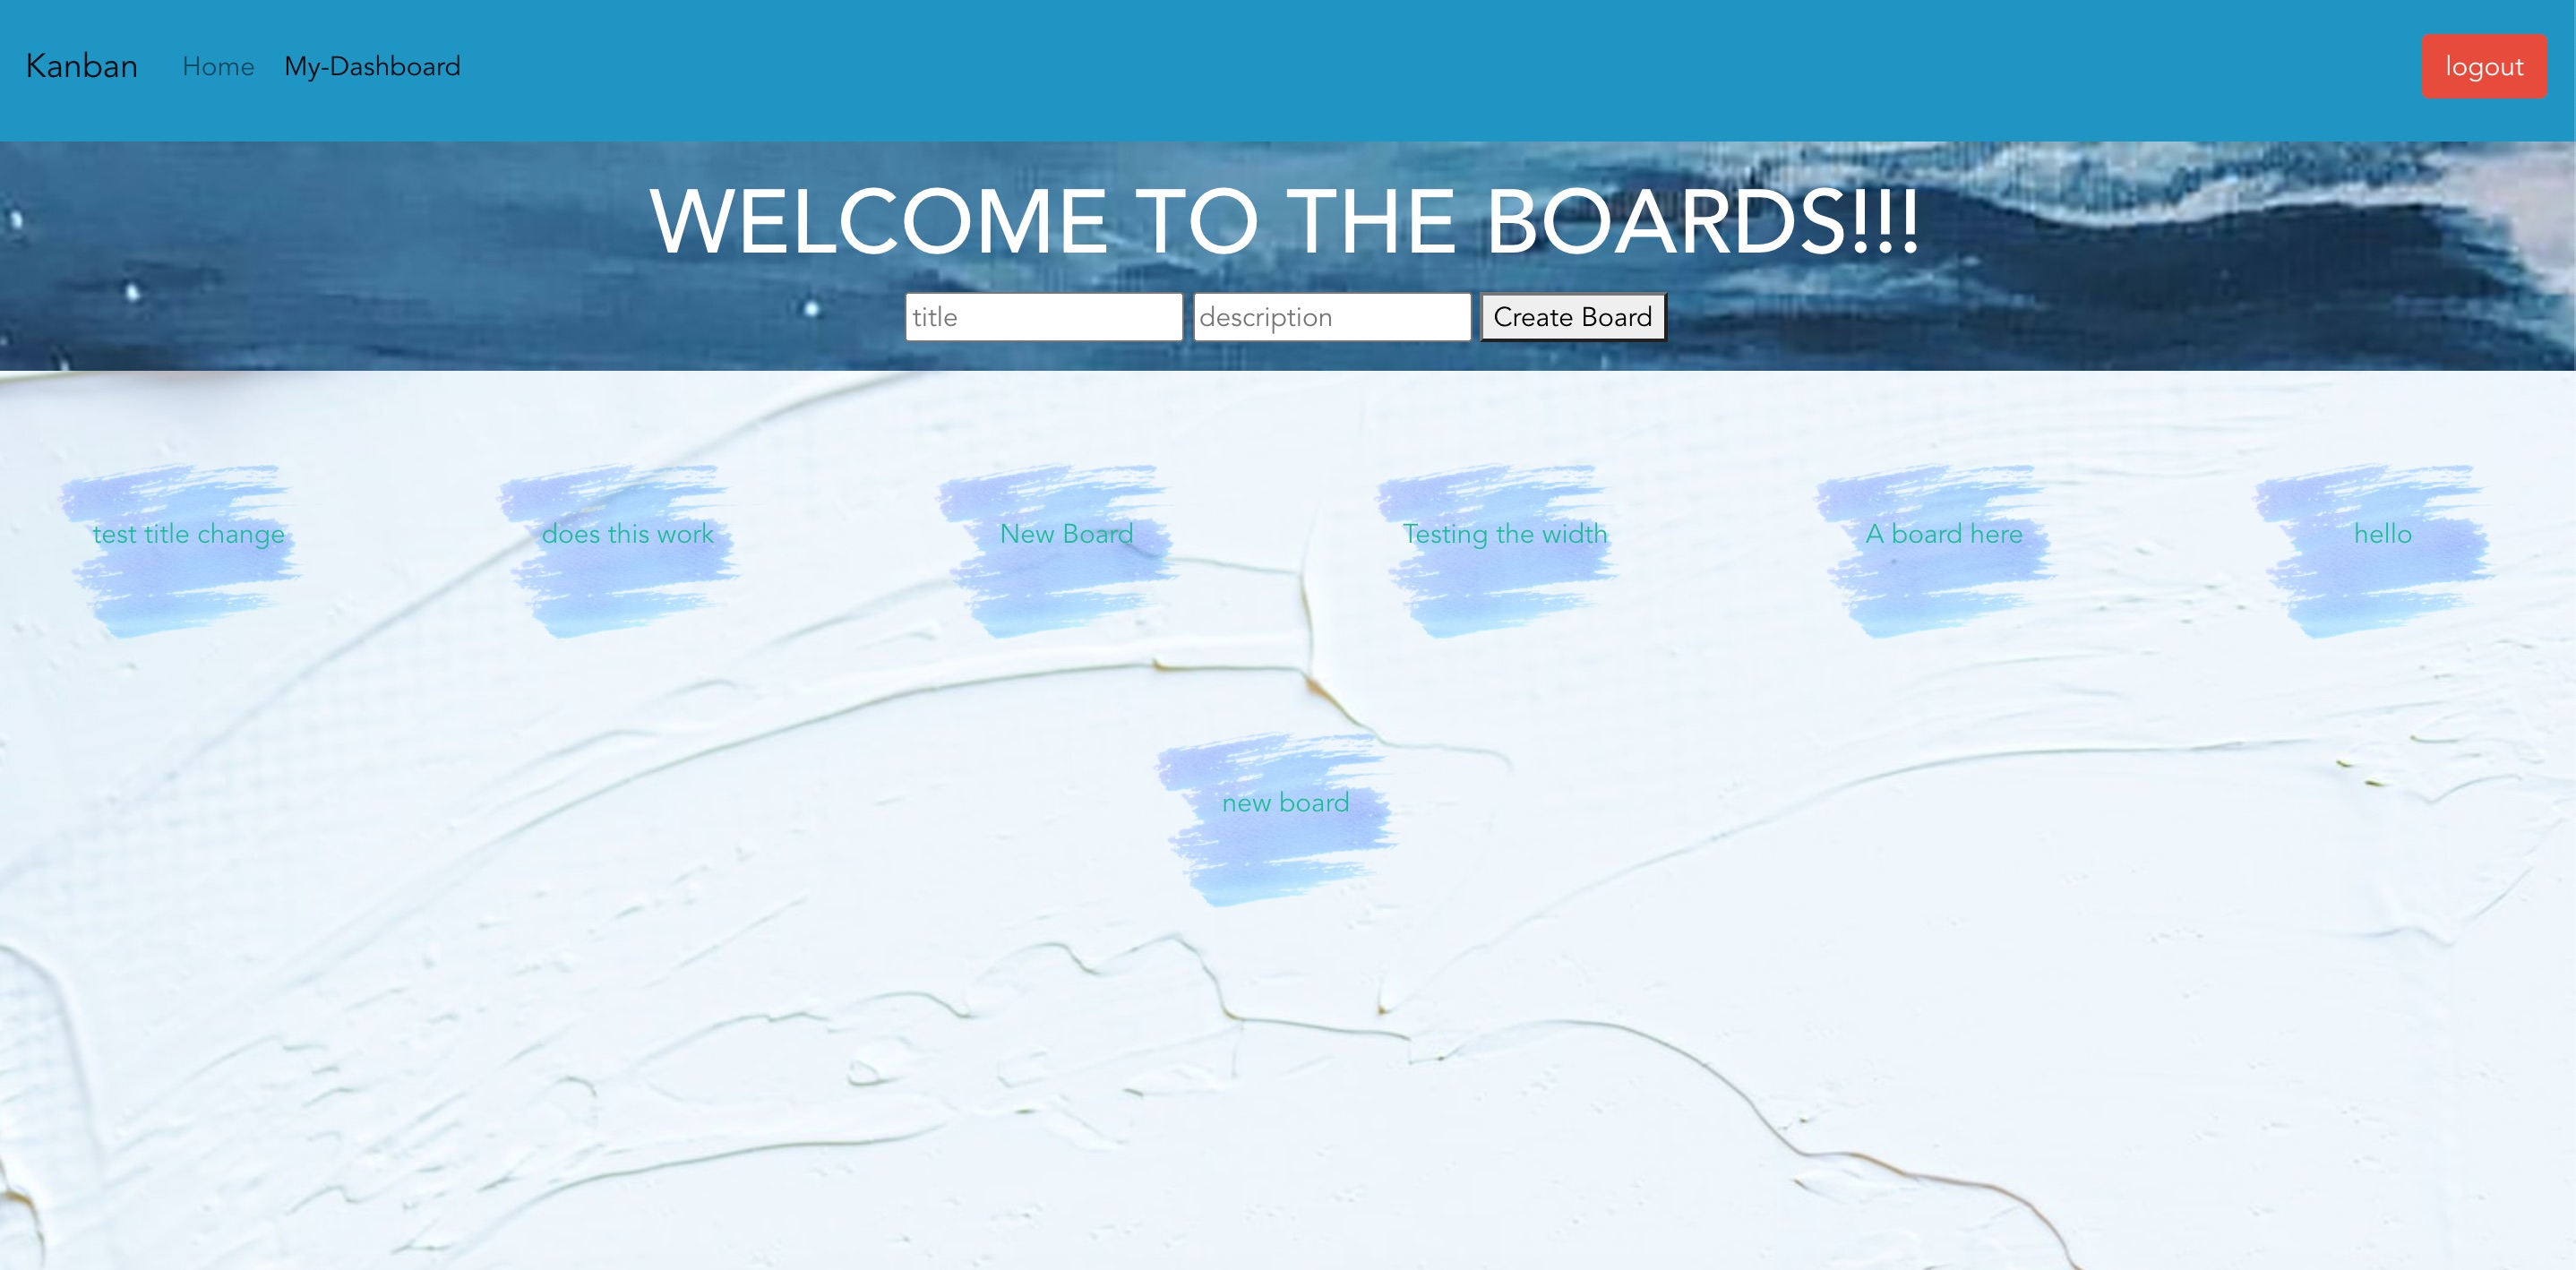 Kanban Home My-Dashboard logout
WELCOME TO THE BOARDS!!!
title description Create Board
test title change does this work New Board Testing the width A board here hello
new board